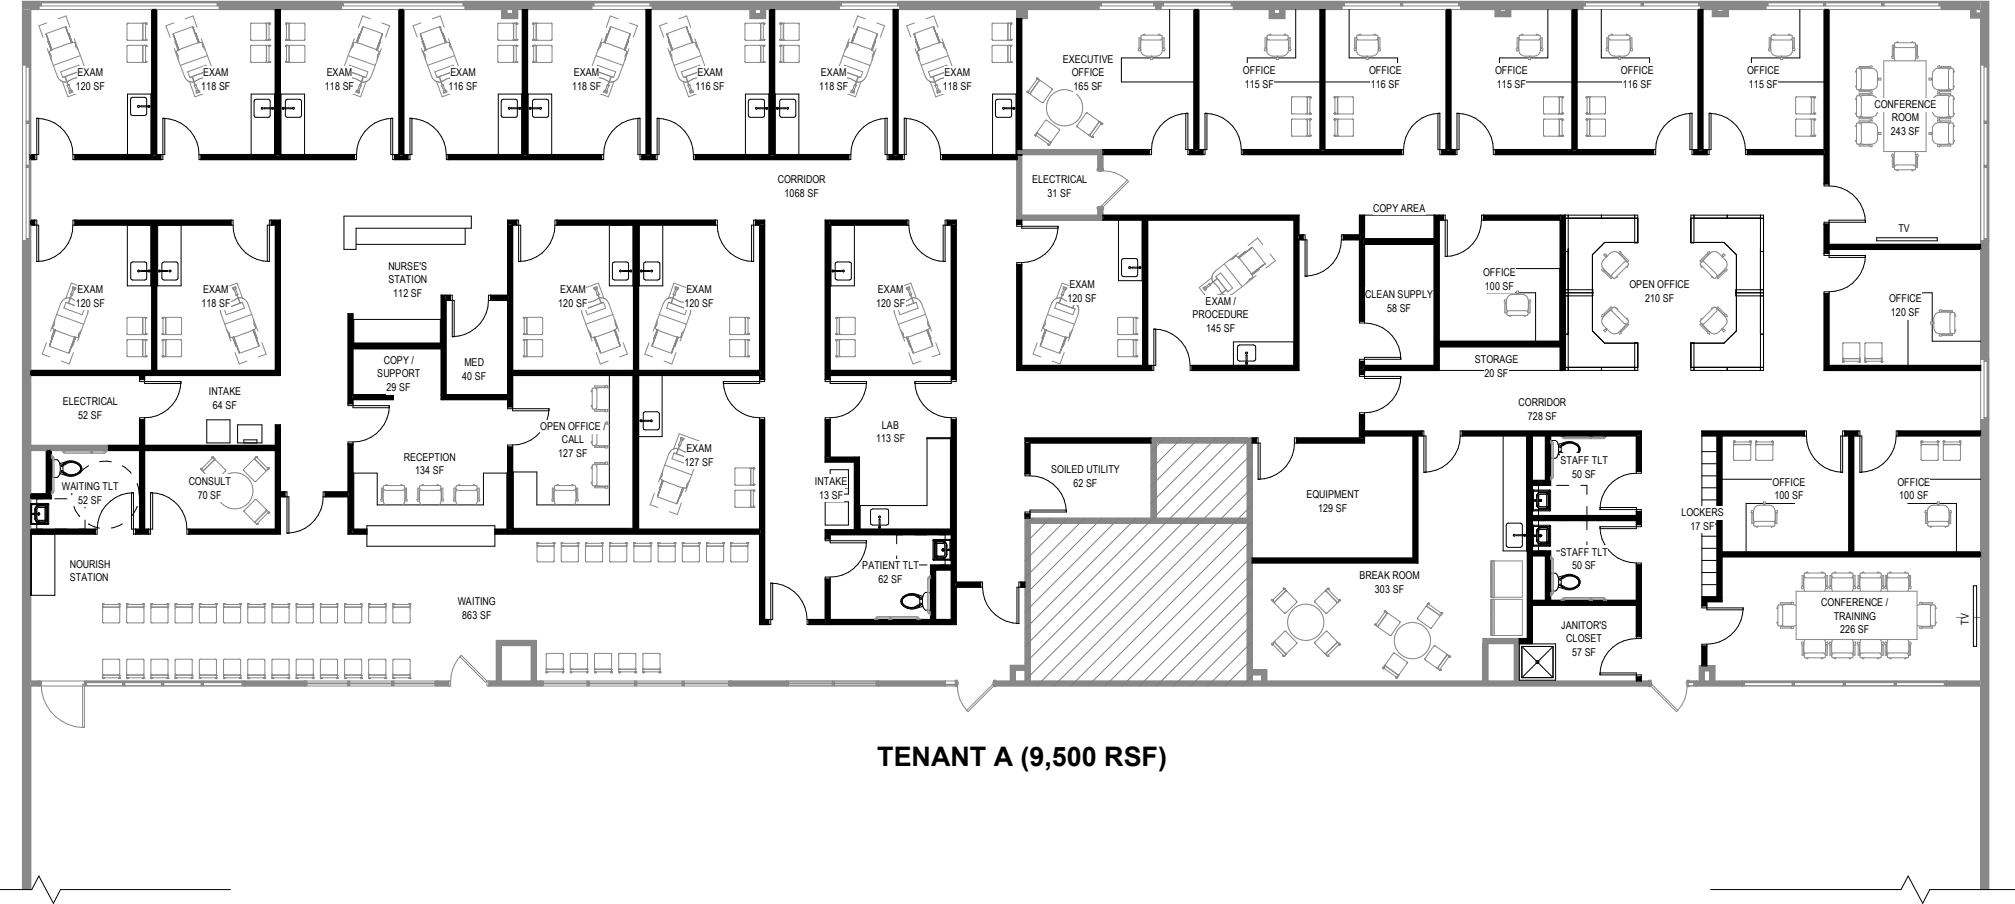 EXAM
120 SF
EXAM
118 SF
EXAM
118 SF
EXAM
116 SF
EXAM
118 SF
EXAM
116 SF
EXAM
118 SF
EXAM
118 SF
EXECUTIVE
OFFICE
165 SF
OFFICE
115 SF
OFFICE
116 SF
OFFICE
115 SF
OFFICE
116 SF
OFFICE
115 SF
CONFERENCE
ROOM
243 SF
TV
CORRIDOR
1068 SF
ELECTRICAL
31 SF
COPY AREA
EXAM
120 SF
EXAM
118 SF
NURSE'S
STATION
112 SF
EXAM
120 SF
EXAM
120 SF
EXAM
120 SF
EXAM
120 SF
EXAM /
PROCEDURE
145 SF
CLEAN SUPPLY
58 SF
OFFICE
100 SF
OPEN OFFICE
210 SF
OFFICE
120 SF
COPY /
SUPPORT
29 SF
MED
40 SF
STORAGE
20 SF
ELECTRICAL
52 SF
INTAKE
64 SF
OPEN OFFICE /
CALL
127 SF
EXAM
127 SF
LAB
113 SF
CORRIDOR
728 SF
WAITING TLT
52 SF
CONSULT
70 SF
RECEPTION
134 SF
INTAKE
13 SF
SOILED UTILITY
62 SF
EQUIPMENT
129 SF
STAFF TLT
50 SF
LOCKERS
17 SF
OFFICE
100 SF
OFFICE
100 SF
NOURISH
STATION
WAITING
863 SF
PATIENT TLT
62 SF
BREAK ROOM
303 SF
STAFF TLT
50 SF
JANITOR'S
CLOSET
57 SF
CONFERENCE /
TRAINING
226 SF
TV
TENANT A (9,500 RSF)